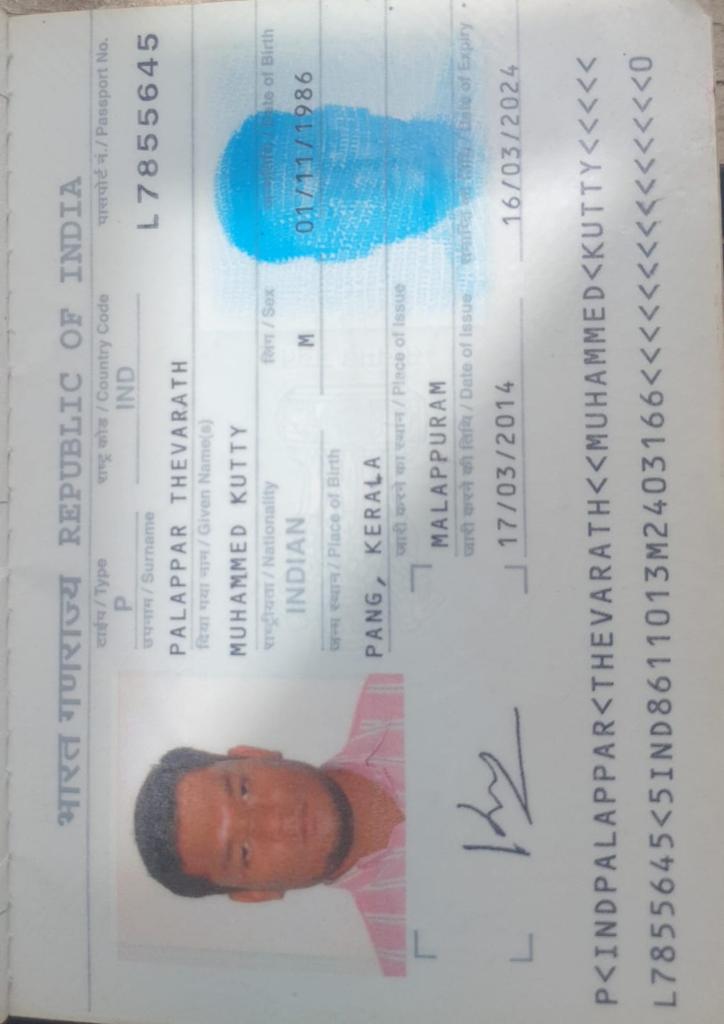 भारत गणराज्य REPUBLIC OF INDIA
टाईप / Type राष्ट्र कोड / Country Code पासपोर्ट नं. / Passport No.
P IND L7855645
उपनाम / Surname
PALAPPAR THEVARATH
दिया गया नाम / Given Name(s)
MUHAMMED KUTTY
राष्ट्रीयता / Nationality लिंग / Sex जन्मतिथि / Date of Birth
INDIAN M 01/11/1986
जन्म स्थान / Place of Birth
PANG, KERALA
जारी करने का स्थान / Place of Issue
MALAPPURAM
जारी करने की तिथि / Date of Issue समाप्ति की तिथि / Date of Expiry
17/03/2014 16/03/2024
P<INDPALAPPAR<THEVARATH<<MUHAMMED<KUTTY<<<<<
L7855645<5IND8611013M2403166<<<<<<<<<<<<<<<0